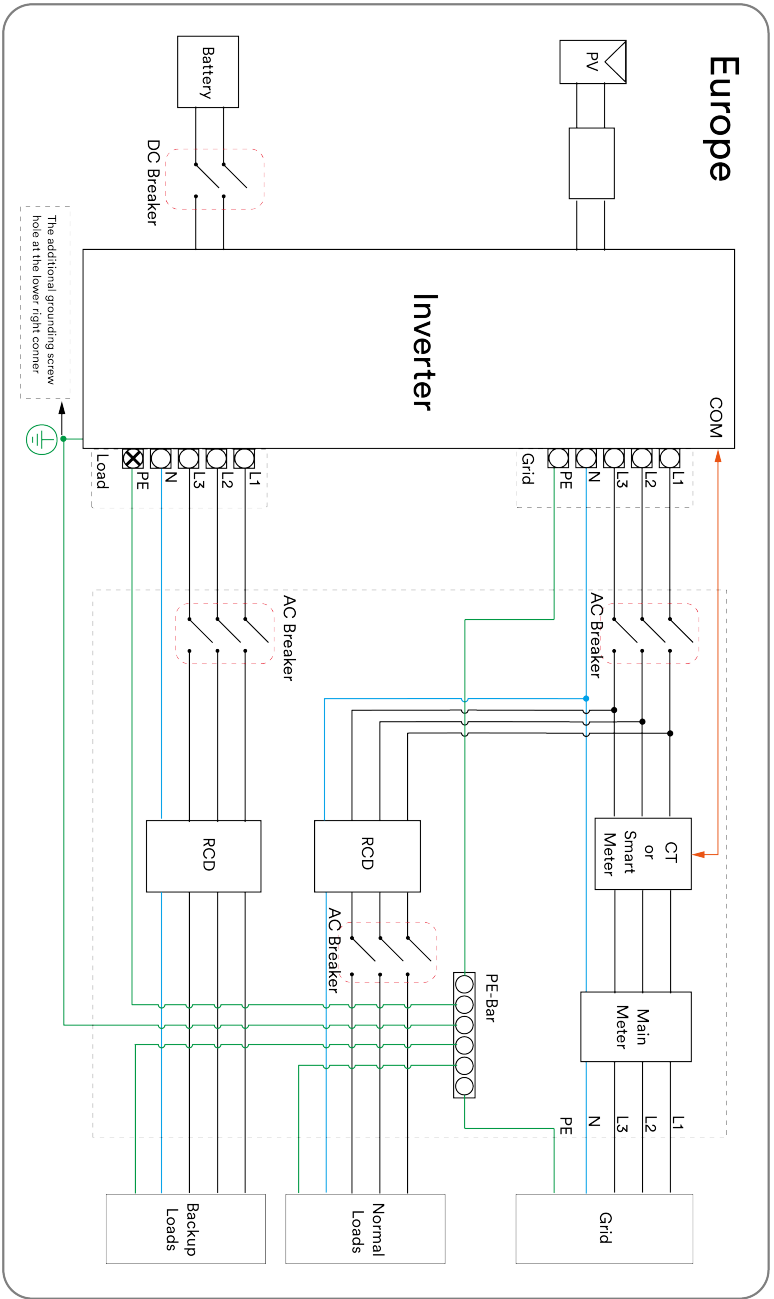 Europe
PV
Battery
DC Breaker
The additional grounding screw
hole at the lower right conner
Inverter
COM
Grid
PE
N
L3
L2
L1
Load
PE
N
L3
L2
L1
AC Breaker
AC Breaker
CT
or
Smart
Meter
RCD
RCD
AC Breaker
PE-Bar
Main
Meter
L1
L2
L3
N
PE
Grid
Normal
Loads
Backup
Loads